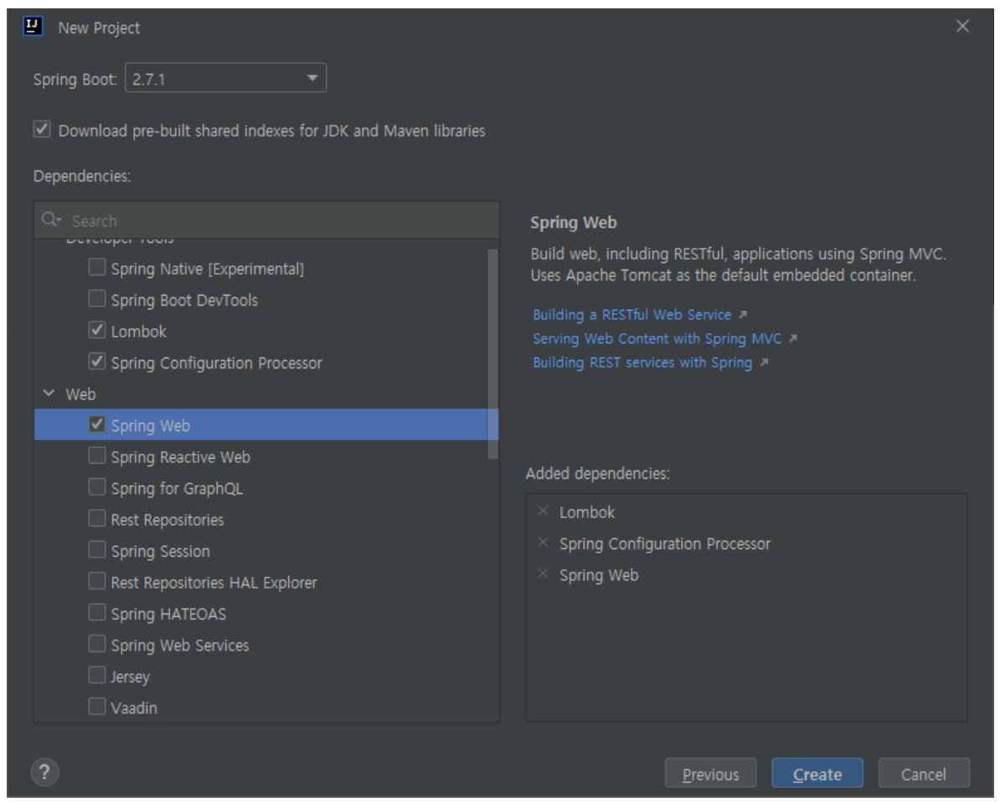 IJ
New Project
Spring Boot: 2.7.1
Download pre-built shared indexes for JDK and Maven libraries
Dependencies:
Search
Developer Tools
Spring Native [Experimental]
Spring Boot DevTools
Lombok
Spring Configuration Processor
Web
Spring Web
Spring Reactive Web
Spring for GraphQL
Rest Repositories
Spring Session
Rest Repositories HAL Explorer
Spring HATEOAS
Spring Web Services
Jersey
Vaadin
Spring Web
Build web, including RESTful, applications using Spring MVC.
Uses Apache Tomcat as the default embedded container.
Building a RESTful Web Service
Serving Web Content with Spring MVC
Building REST services with Spring
Added dependencies:
Lombok
Spring Configuration Processor
Spring Web
?
Previous
Create
Cancel